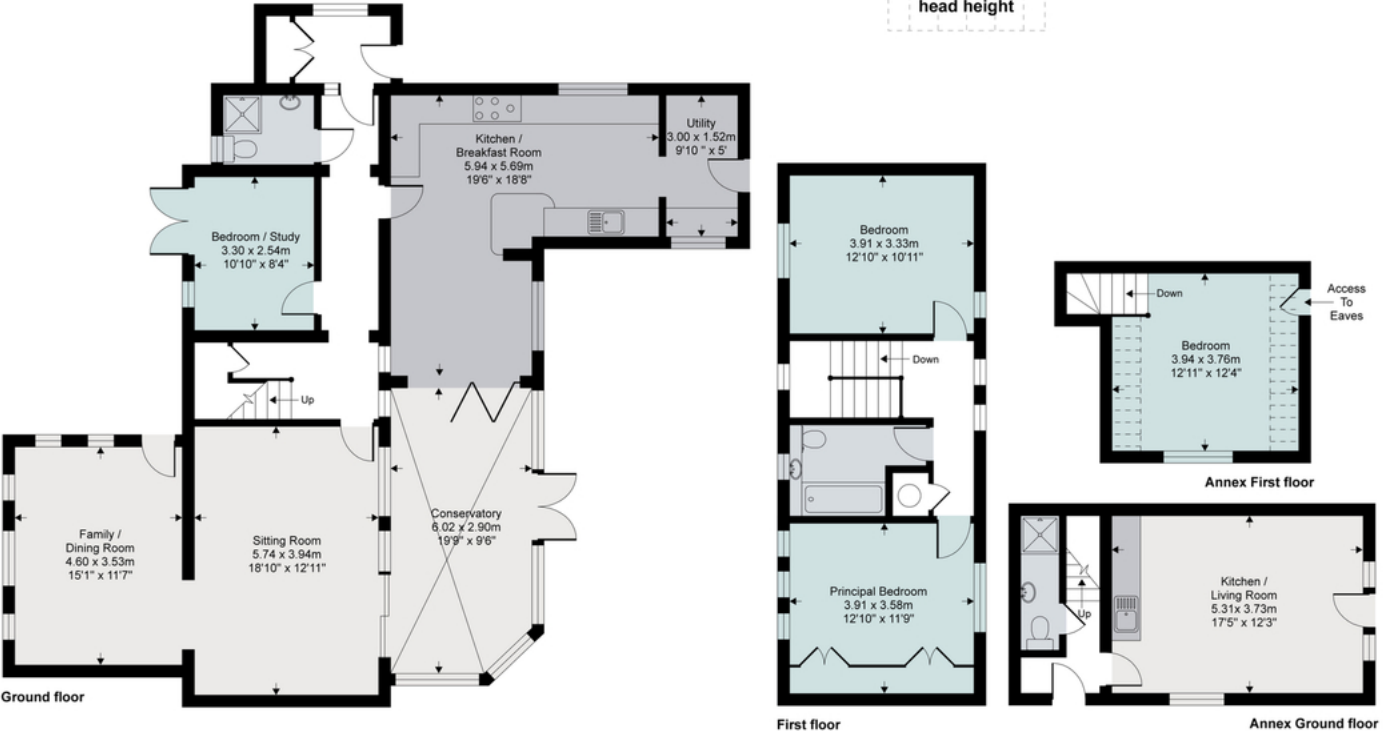 head height
Utility
3.00 x 1.52m
9'10 " x 5'
Kitchen /
Breakfast Room
5.94 x 5.69m
19'6" x 18'8"
Bedroom / Study
3.30 x 2.54m
10'10" x 8'4"
Up
Family /
Dining Room
4.60 x 3.53m
15'1" x 11'7"
Sitting Room
5.74 x 3.94m
18'10" x 12'11"
Conservatory
6.02 x 2.90m
19'9" x 9'6"
Ground floor
Bedroom
3.91 x 3.33m
12'10" x 10'11"
Down
Principal Bedroom
3.91 x 3.58m
12'10" x 11'9"
First floor
Down
Access
To
Eaves
Bedroom
3.94 x 3.76m
12'11" x 12'4"
Annex First floor
Up
Kitchen /
Living Room
5.31x 3.73m
17'5" x 12'3"
Annex Ground floor